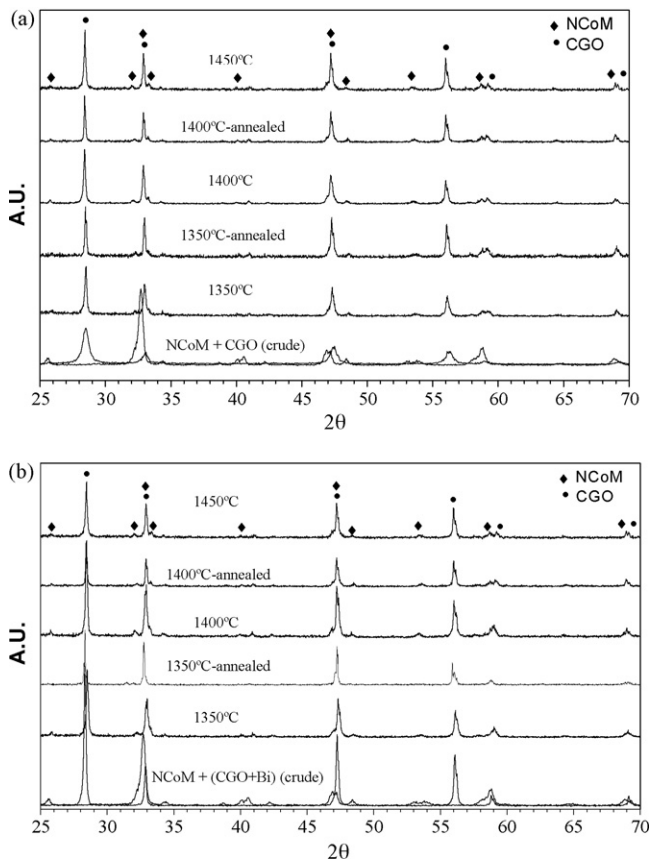 (a)
◆ NCoM
● CGO
1450ºC
1400ºC-annealed
1400ºC
1350ºC-annealed
1350ºC
NCoM + CGO (crude)
A.U.
25 30 35 40 45 50 55 60 65 70
2θ
(b)
◆ NCoM
● CGO
1450ºC
1400ºC-annealed
1400ºC
1350ºC-annealed
1350ºC
NCoM + (CGO+Bi) (crude)
A.U.
25 30 35 40 45 50 55 60 65 70
2θ